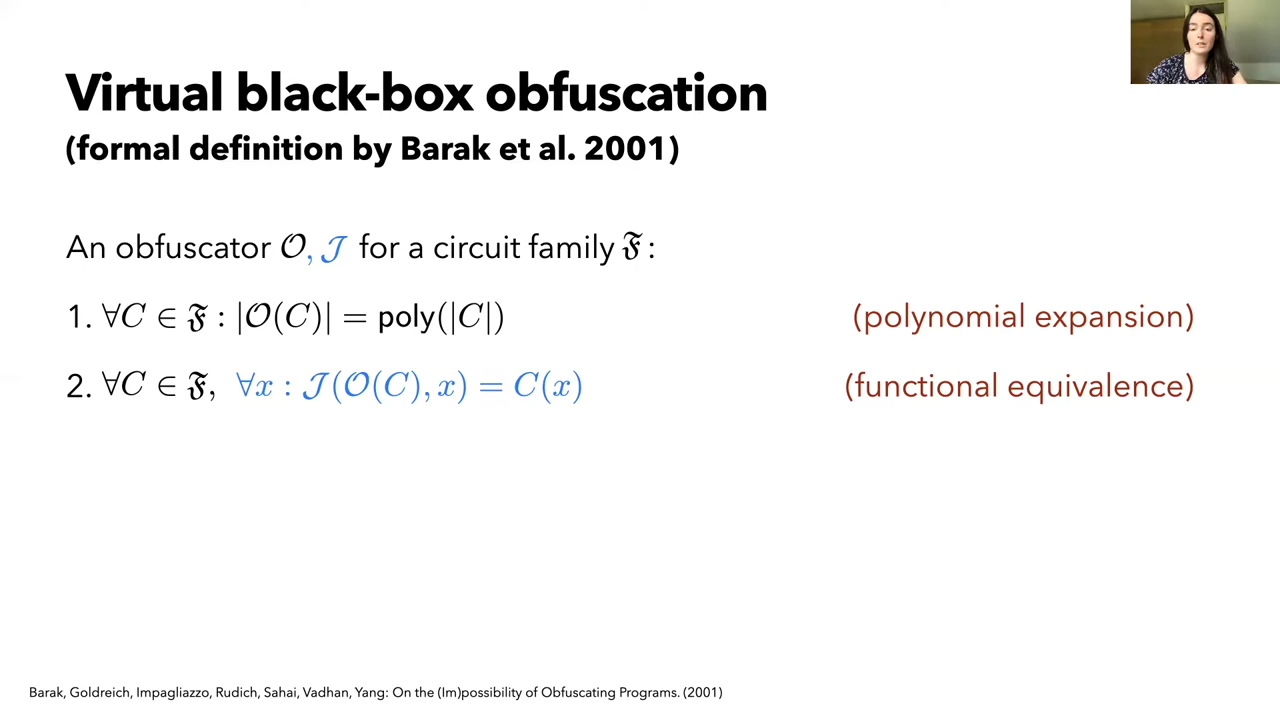 Virtual black-box obfuscation
(formal definition by Barak et al. 2001)
An obfuscator 𝒪, 𝒥 for a circuit family 𝔉:
1. ∀C ∈ 𝔉 : |𝒪(C)| = poly(|C|) (polynomial expansion)
2. ∀C ∈ 𝔉, ∀x : 𝒥(𝒪(C), x) = C(x) (functional equivalence)
Barak, Goldreich, Impagliazzo, Rudich, Sahai, Vadhan, Yang: On the (Im)possibility of Obfuscating Programs. (2001)